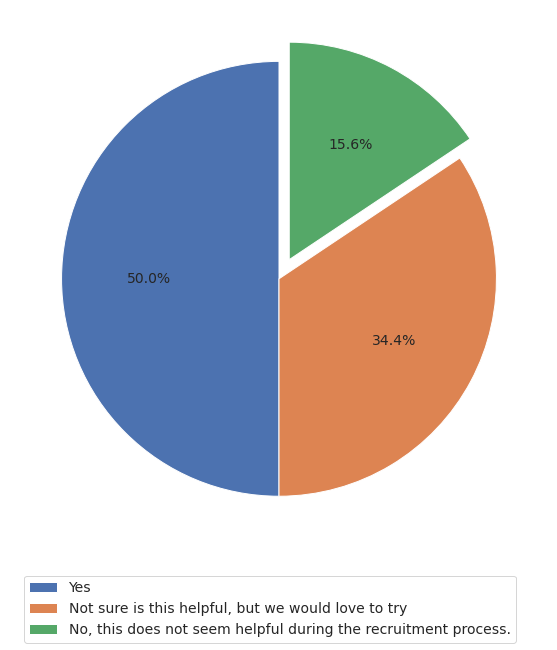 15.6%
50.0%
34.4%
Yes
Not sure is this helpful, but we would love to try
No, this does not seem helpful during the recruitment process.